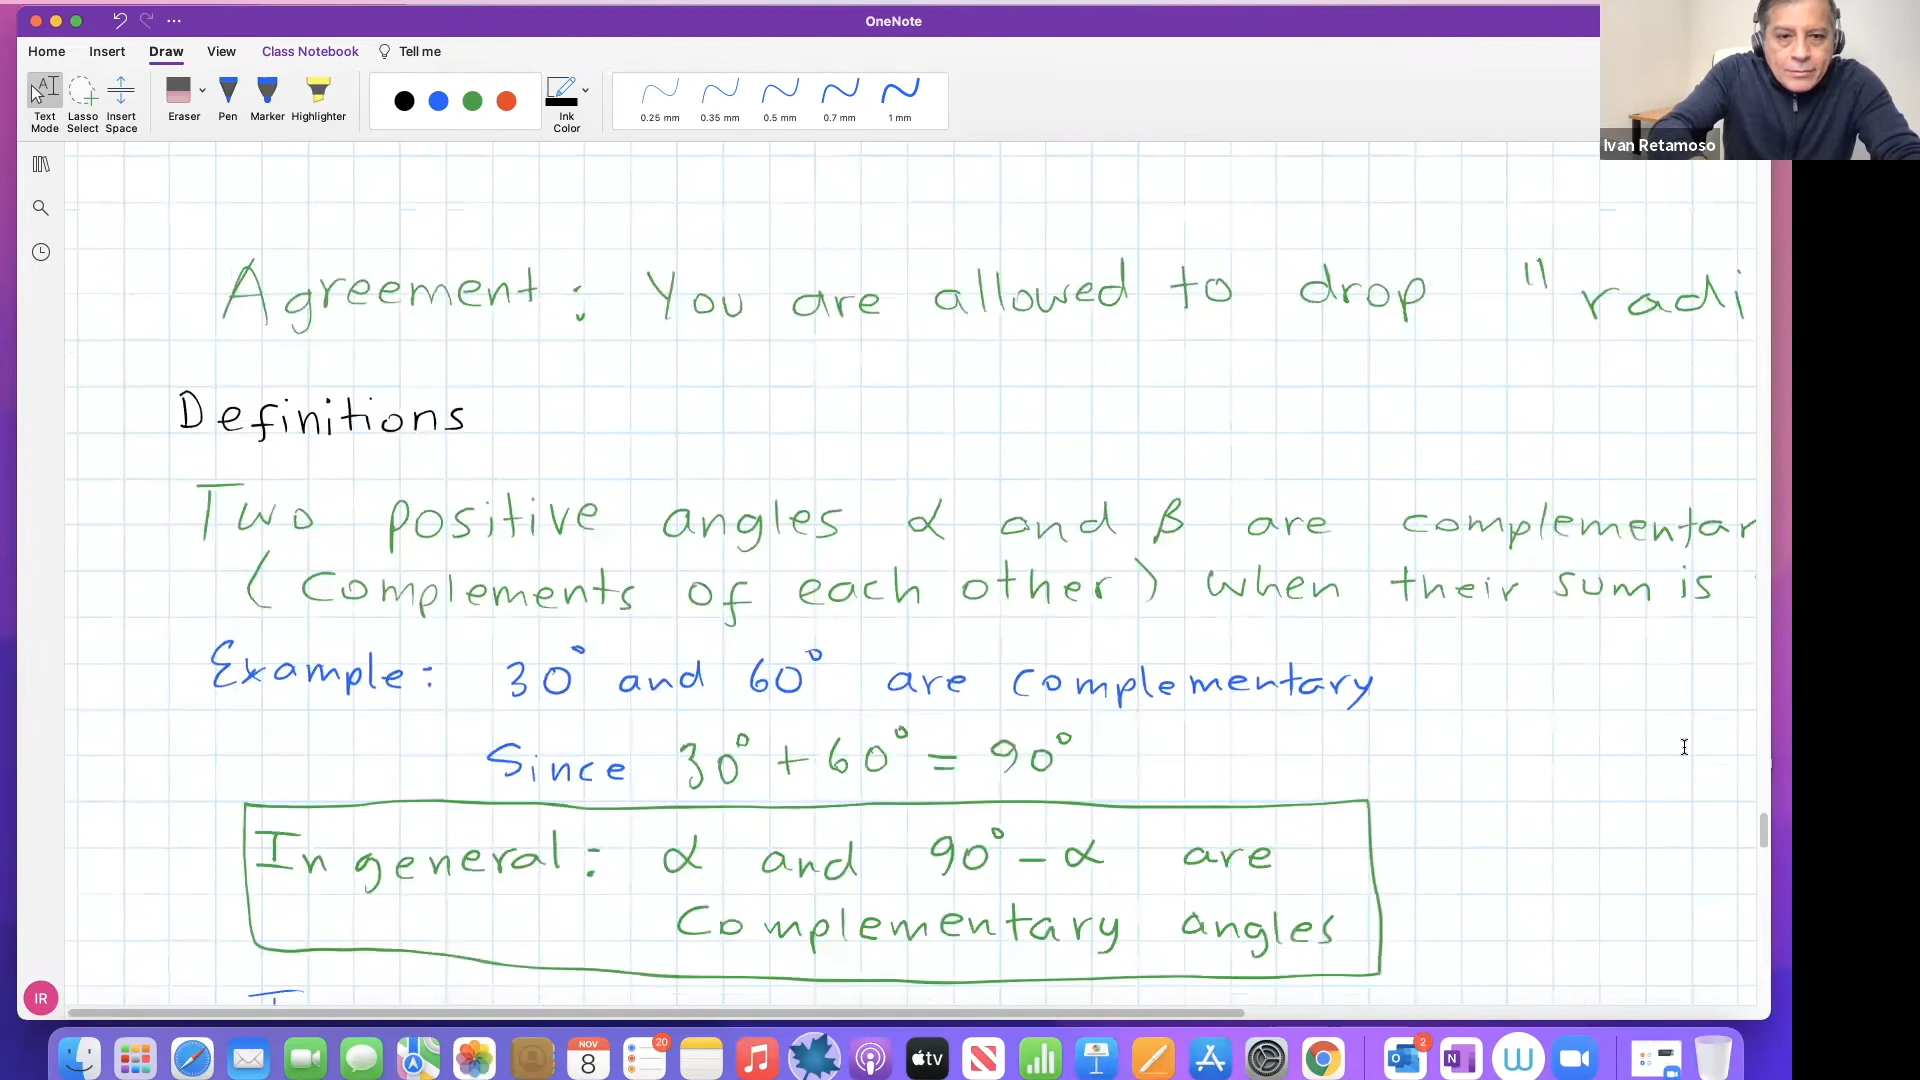 OneNote
Home Insert Draw View Class Notebook Tell me
Text Mode
Lasso Select
Insert Space
Eraser
Pen
Marker
Highlighter
Ink Color
0.25 mm 0.35 mm 0.5 mm 0.7 mm 1 mm
Ivan Retamoso
Agreement: You are allowed to drop " radi
Definitions
Two positive angles α and β are complementar
(Complements of each other) when their sum is
Example: 30° and 60° are complementary
Since 30° + 60° = 90°
In general: α and 90° - α are
Complementary angles
IR
NOV
8
20
tv
2
N
W